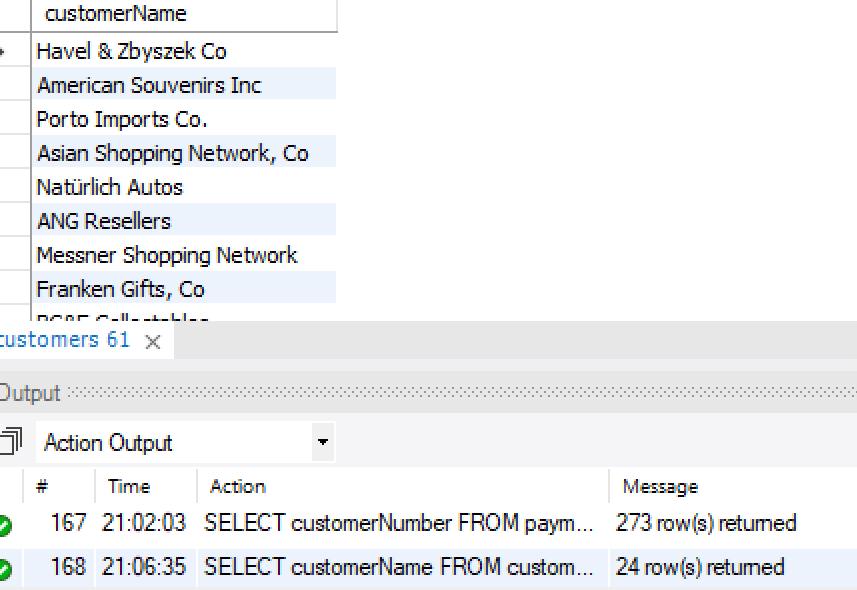 customerName
Havel & Zbyszek Co
American Souvenirs Inc
Porto Imports Co.
Asian Shopping Network, Co
Natürlich Autos
ANG Resellers
Messner Shopping Network
Franken Gifts, Co
customers 61
Output
Action Output
# Time Action Message
167 21:02:03 SELECT customerNumber FROM paym... 273 row(s) returned
168 21:06:35 SELECT customerName FROM custom... 24 row(s) returned